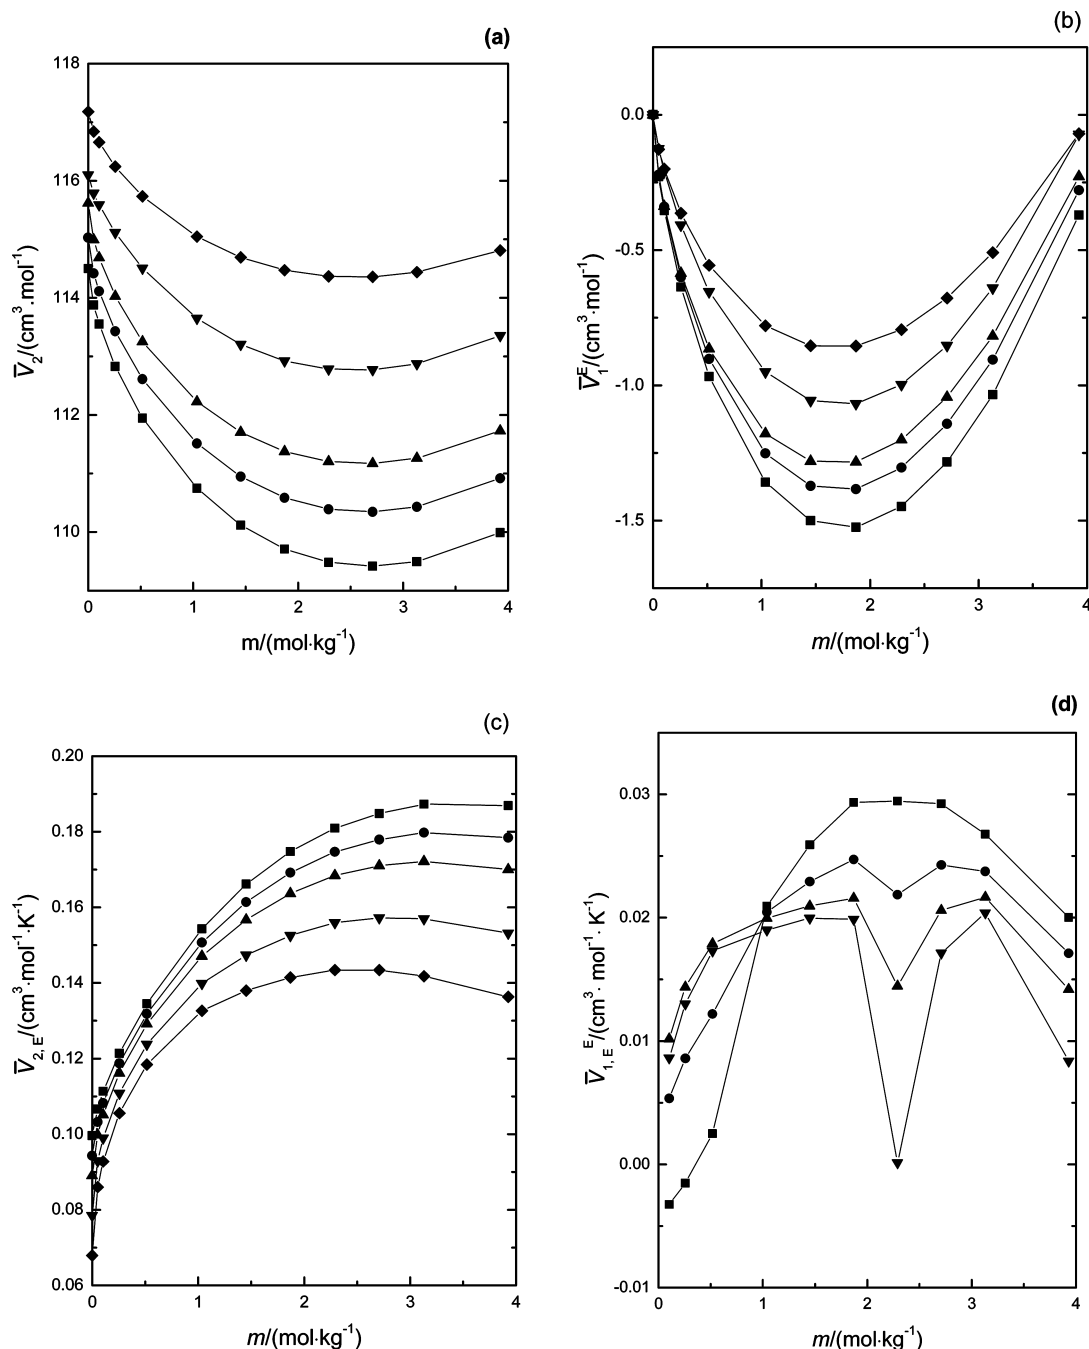 (a)
118
116
114
112
110
0 1 2 3 4
V̅₂/(cm³.mol⁻¹)
m/(mol·kg⁻¹)
(b)
0.0
-0.5
-1.0
-1.5
0 1 2 3 4
V̅₁ᴱ/(cm³·mol⁻¹)
m/(mol·kg⁻¹)
(c)
0.20
0.18
0.16
0.14
0.12
0.10
0.08
0.06
0 1 2 3 4
V̅₂, E/(cm³·mol⁻¹·K⁻¹)
m/(mol·kg⁻¹)
(d)
0.03
0.02
0.01
0.00
-0.01
0 1 2 3 4
V̅₁, E ᴱ/(cm³· mol⁻¹· K⁻¹)
m/(mol·kg⁻¹)